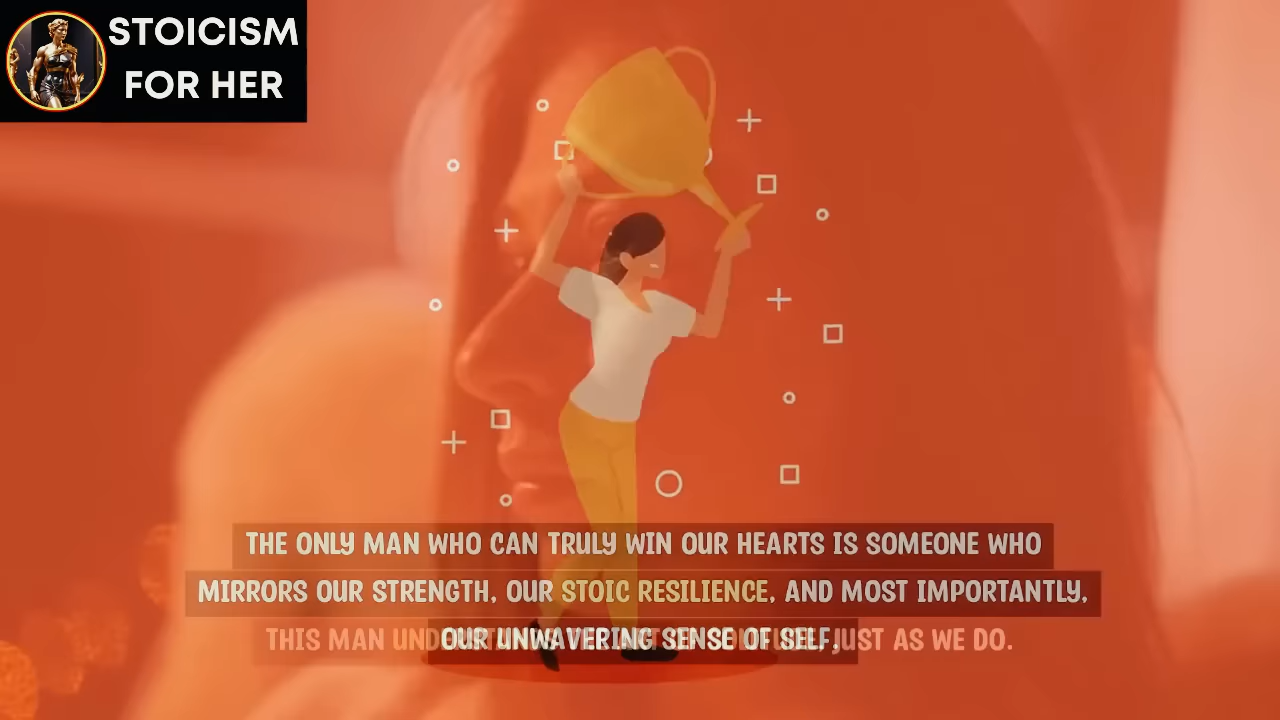 STOICISM
FOR HER
THE ONLY MAN WHO CAN TRULY WIN OUR HEARTS IS SOMEONE WHO
MIRRORS OUR STRENGTH, OUR STOIC RESILIENCE, AND MOST IMPORTANTLY,
OUR UNWAVERING SENSE OF SELF.
THIS MAN JUST AS WE DO.